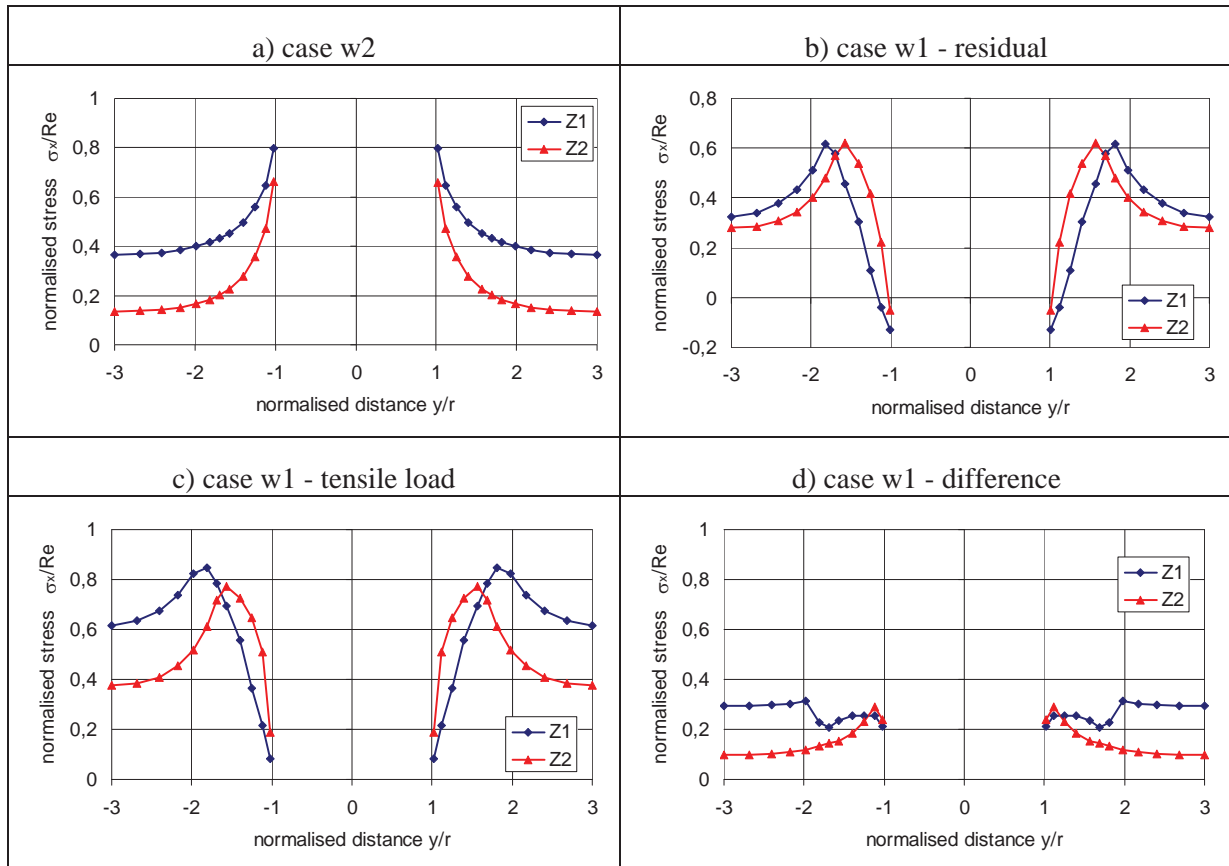 a) case w2
normalised stress σx/Re
1
0,8
0,6
0,4
0,2
0
-3 -2 -1 0 1 2 3
normalised distance y/r
Z1
Z2
b) case w1 - residual
normalised stress σx/Re
0,8
0,6
0,4
0,2
0
-0,2
-3 -2 -1 0 1 2 3
normalised distance y/r
Z1
Z2
c) case w1 - tensile load
normalised stress σx/Re
1
0,8
0,6
0,4
0,2
0
-3 -2 -1 0 1 2 3
normalised distance y/r
Z1
Z2
d) case w1 - difference
normalised stress σx/Re
1
0,8
0,6
0,4
0,2
0
-3 -2 -1 0 1 2 3
normalised distance y/r
Z1
Z2